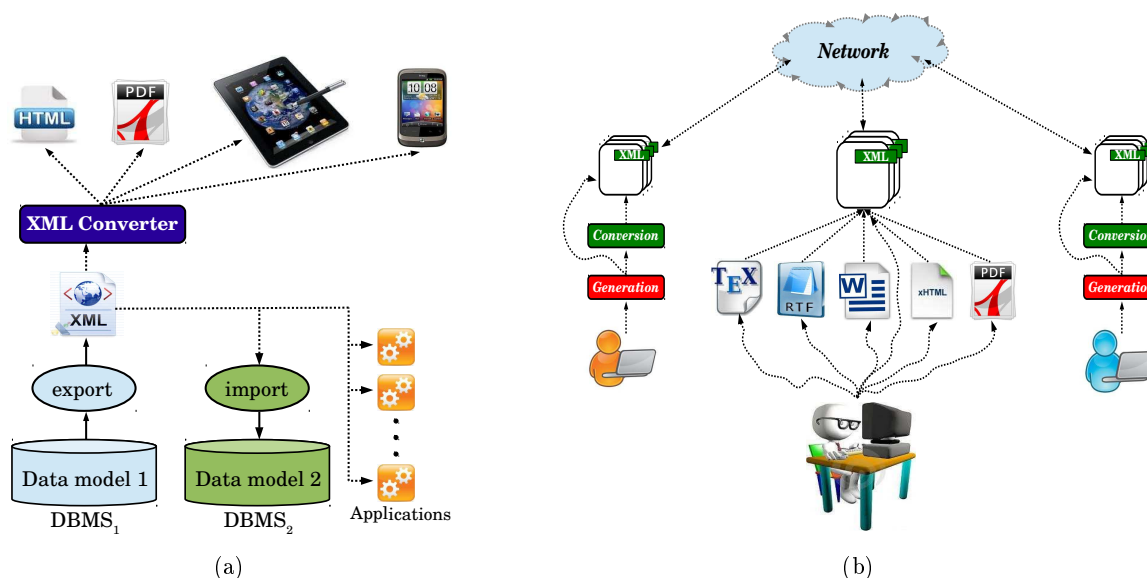 HTML
PDF
10 08
XML Converter
XML
export
import
Data model 1
Data model 2
DBMS1
DBMS2
Applications
(a)
Network
XML
XML
XML
Conversion
Conversion
Generation
Generation
TEX
RTF
W
xHTML
PDF
(b)